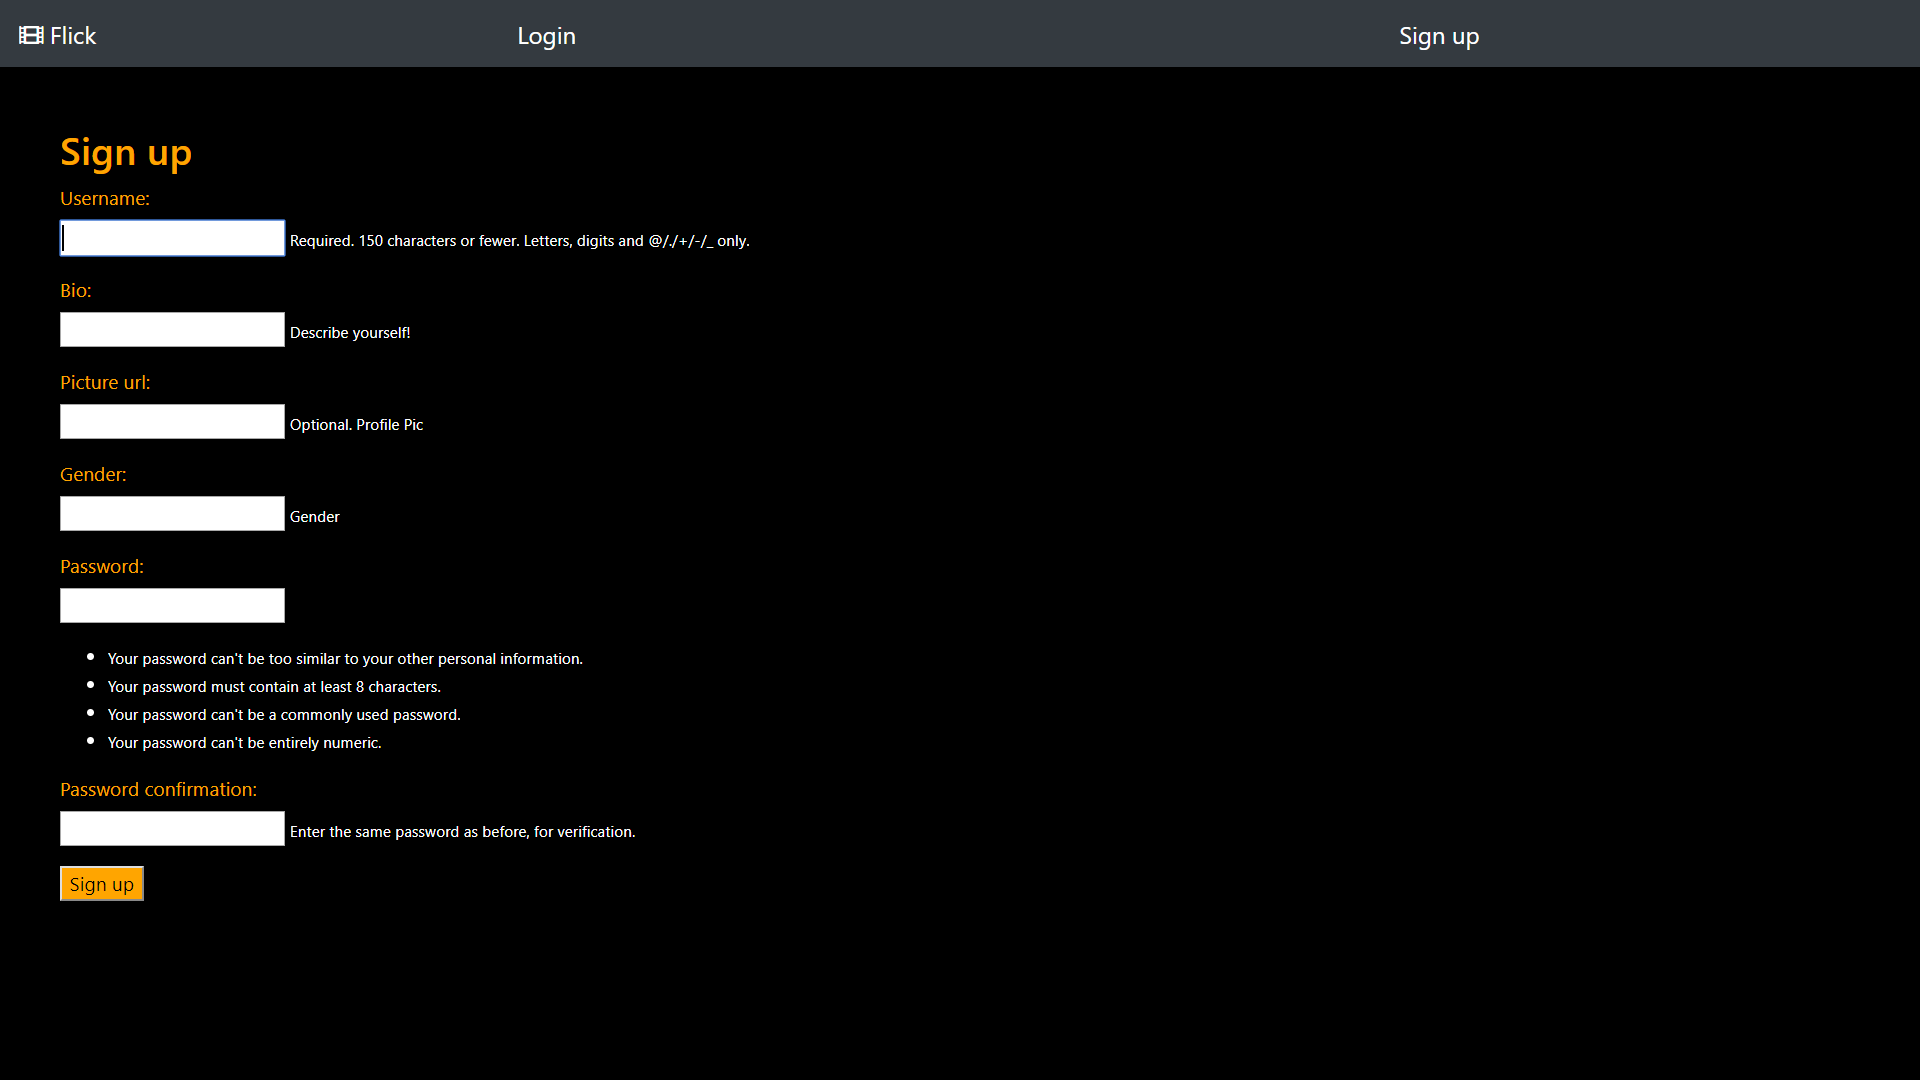 Flick Login Sign up
Sign up
Username:
Required. 150 characters or fewer. Letters, digits and @/./+/-/_ only.
Bio:
Describe yourself!
Picture url:
Optional. Profile Pic
Gender:
Gender
Password:
Your password can't be too similar to your other personal information.
Your password must contain at least 8 characters.
Your password can't be a commonly used password.
Your password can't be entirely numeric.
Password confirmation:
Enter the same password as before, for verification.
Sign up